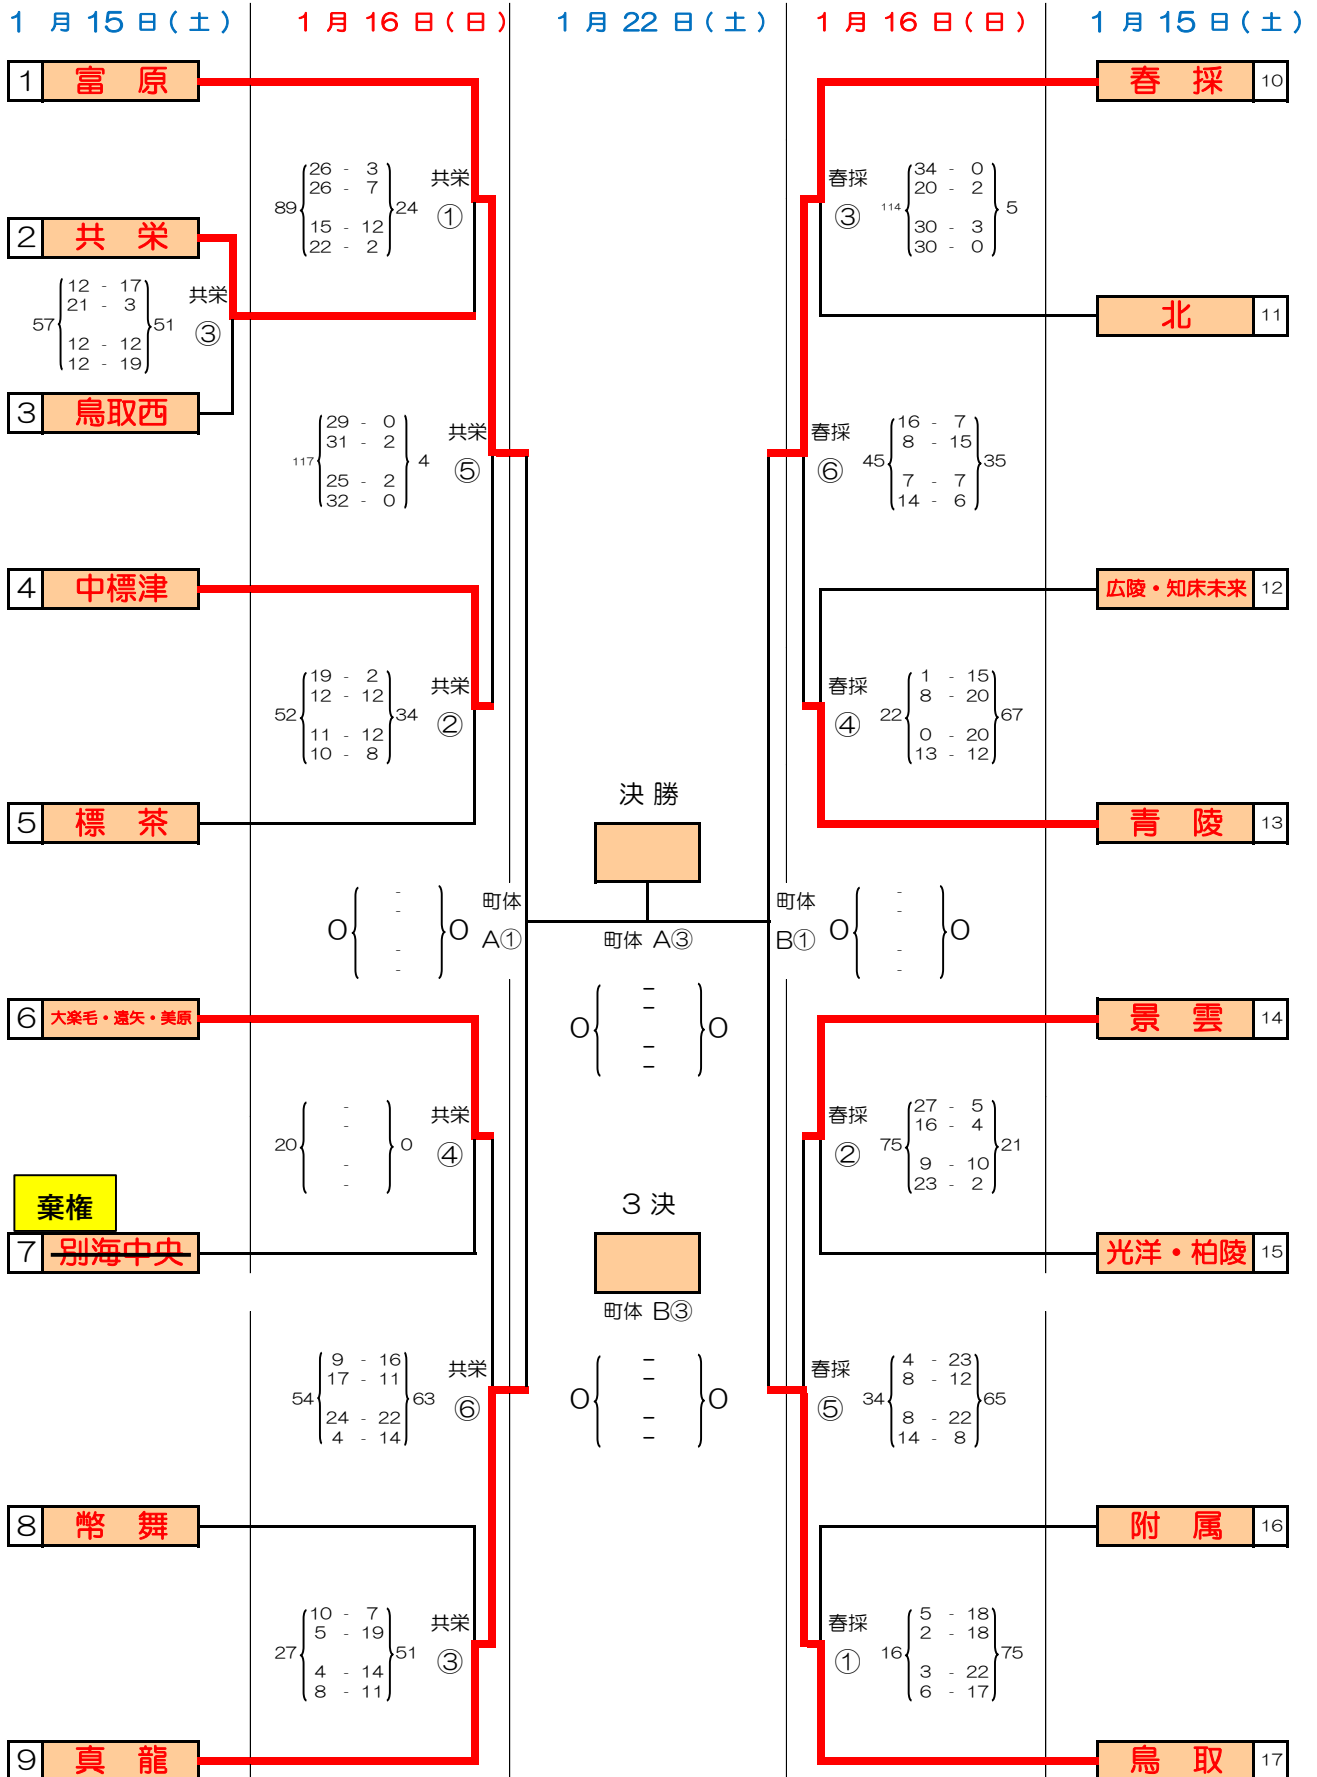 1 月 15 日（土） 1 月 16 日（日） 1 月 22 日（土） 1 月 16 日（日） 1 月 15 日（土）
1 富 原
春 採 10
26 - 3
26 - 7
89 24
15 - 12
22 - 2
共栄
①
春採
③
34 - 0
20 - 2
114 5
30 - 3
30 - 0
2 共 栄
12 - 17
21 - 3
57 51
12 - 12
12 - 19
共栄
③
北 11
3 鳥取西
29 - 0
31 - 2
117 4
25 - 2
32 - 0
共栄
⑤
春採
⑥
16 - 7
8 - 15
45 35
7 - 7
14 - 6
4 中標津
広陵・知床未来 12
19 - 2
12 - 12
52 34
11 - 12
10 - 8
共栄
②
春採
④
1 - 15
8 - 20
22 67
0 - 20
13 - 12
決 勝
5 標 茶
青 陵 13
-
-
0 0
-
-
町体
A①
町体 A③
町体
B①
-
-
0 0
-
-
-
-
0 0
-
-
6 大楽毛・遠矢・美原
景 雲 14
-
-
20 0
-
-
共栄
④
春採
②
27 - 5
16 - 4
75 21
9 - 10
23 - 2
棄権
7 別海中央
3 決
光洋・柏陵 15
町体 B③
9 - 16
17 - 11
54 63
24 - 22
4 - 14
共栄
⑥
-
-
0 0
-
-
春採
⑤
4 - 23
8 - 12
34 65
8 - 22
14 - 8
8 幣 舞
附 属 16
10 - 7
5 - 19
27 51
4 - 14
8 - 11
共栄
③
春採
①
5 - 18
2 - 18
16 75
3 - 22
6 - 17
9 真 龍
鳥 取 17